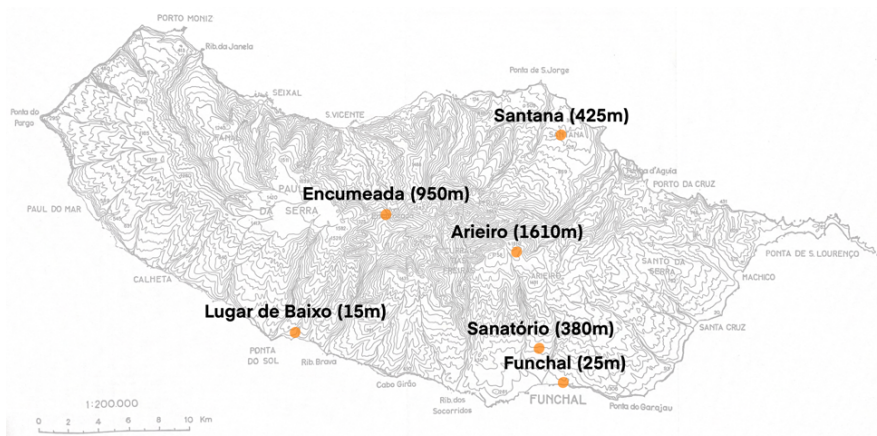 PORTO MONIZ
Rib. da Janela
SEIXAL
S. VICENTE
Ponta de S. Jorge
Santana (425m)
SANTANA
Ponta do
Pargo
PORTO DA CRUZ
Encumeada (950m)
PAUL
DA SERRA
PAUL DO MAR
Arieiro (1610m)
ARIEIRO
PONTA DE S. LOURENÇO
SANTO DA
SERRA
MACHICO
CALHETA
Lugar de Baixo (15m)
Sanatório (380m)
SANTA CRUZ
PONTA
DO SOL
Rib. Brava
Funchal (25m)
Cabo Girão
Rib. dos
Socorridos
FUNCHAL
Ponta do Garajau
1:200.000
0 2 4 6 8 10 Km